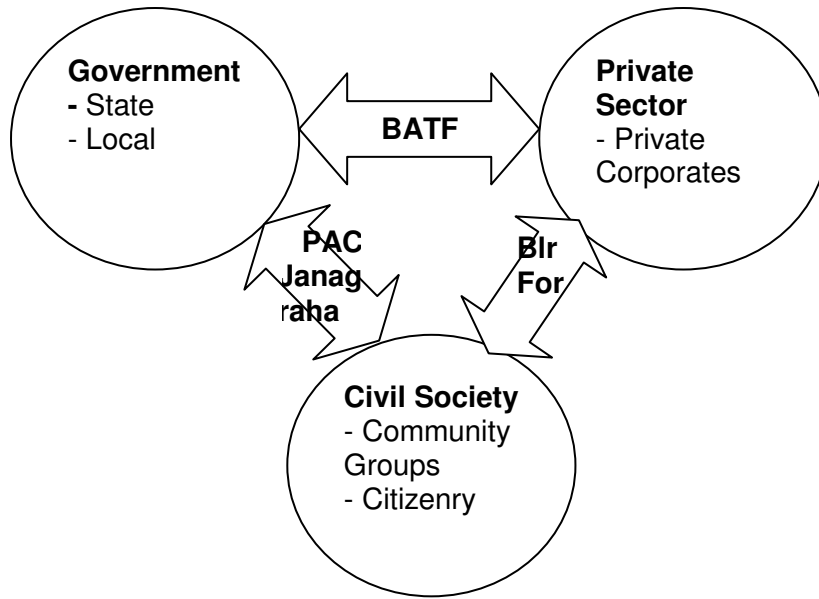 Government
- State
- Local
BATF
Private
Sector
- Private
Corporates
PAC
Janag
raha
Blr
For
Civil Society
- Community
Groups
- Citizenry